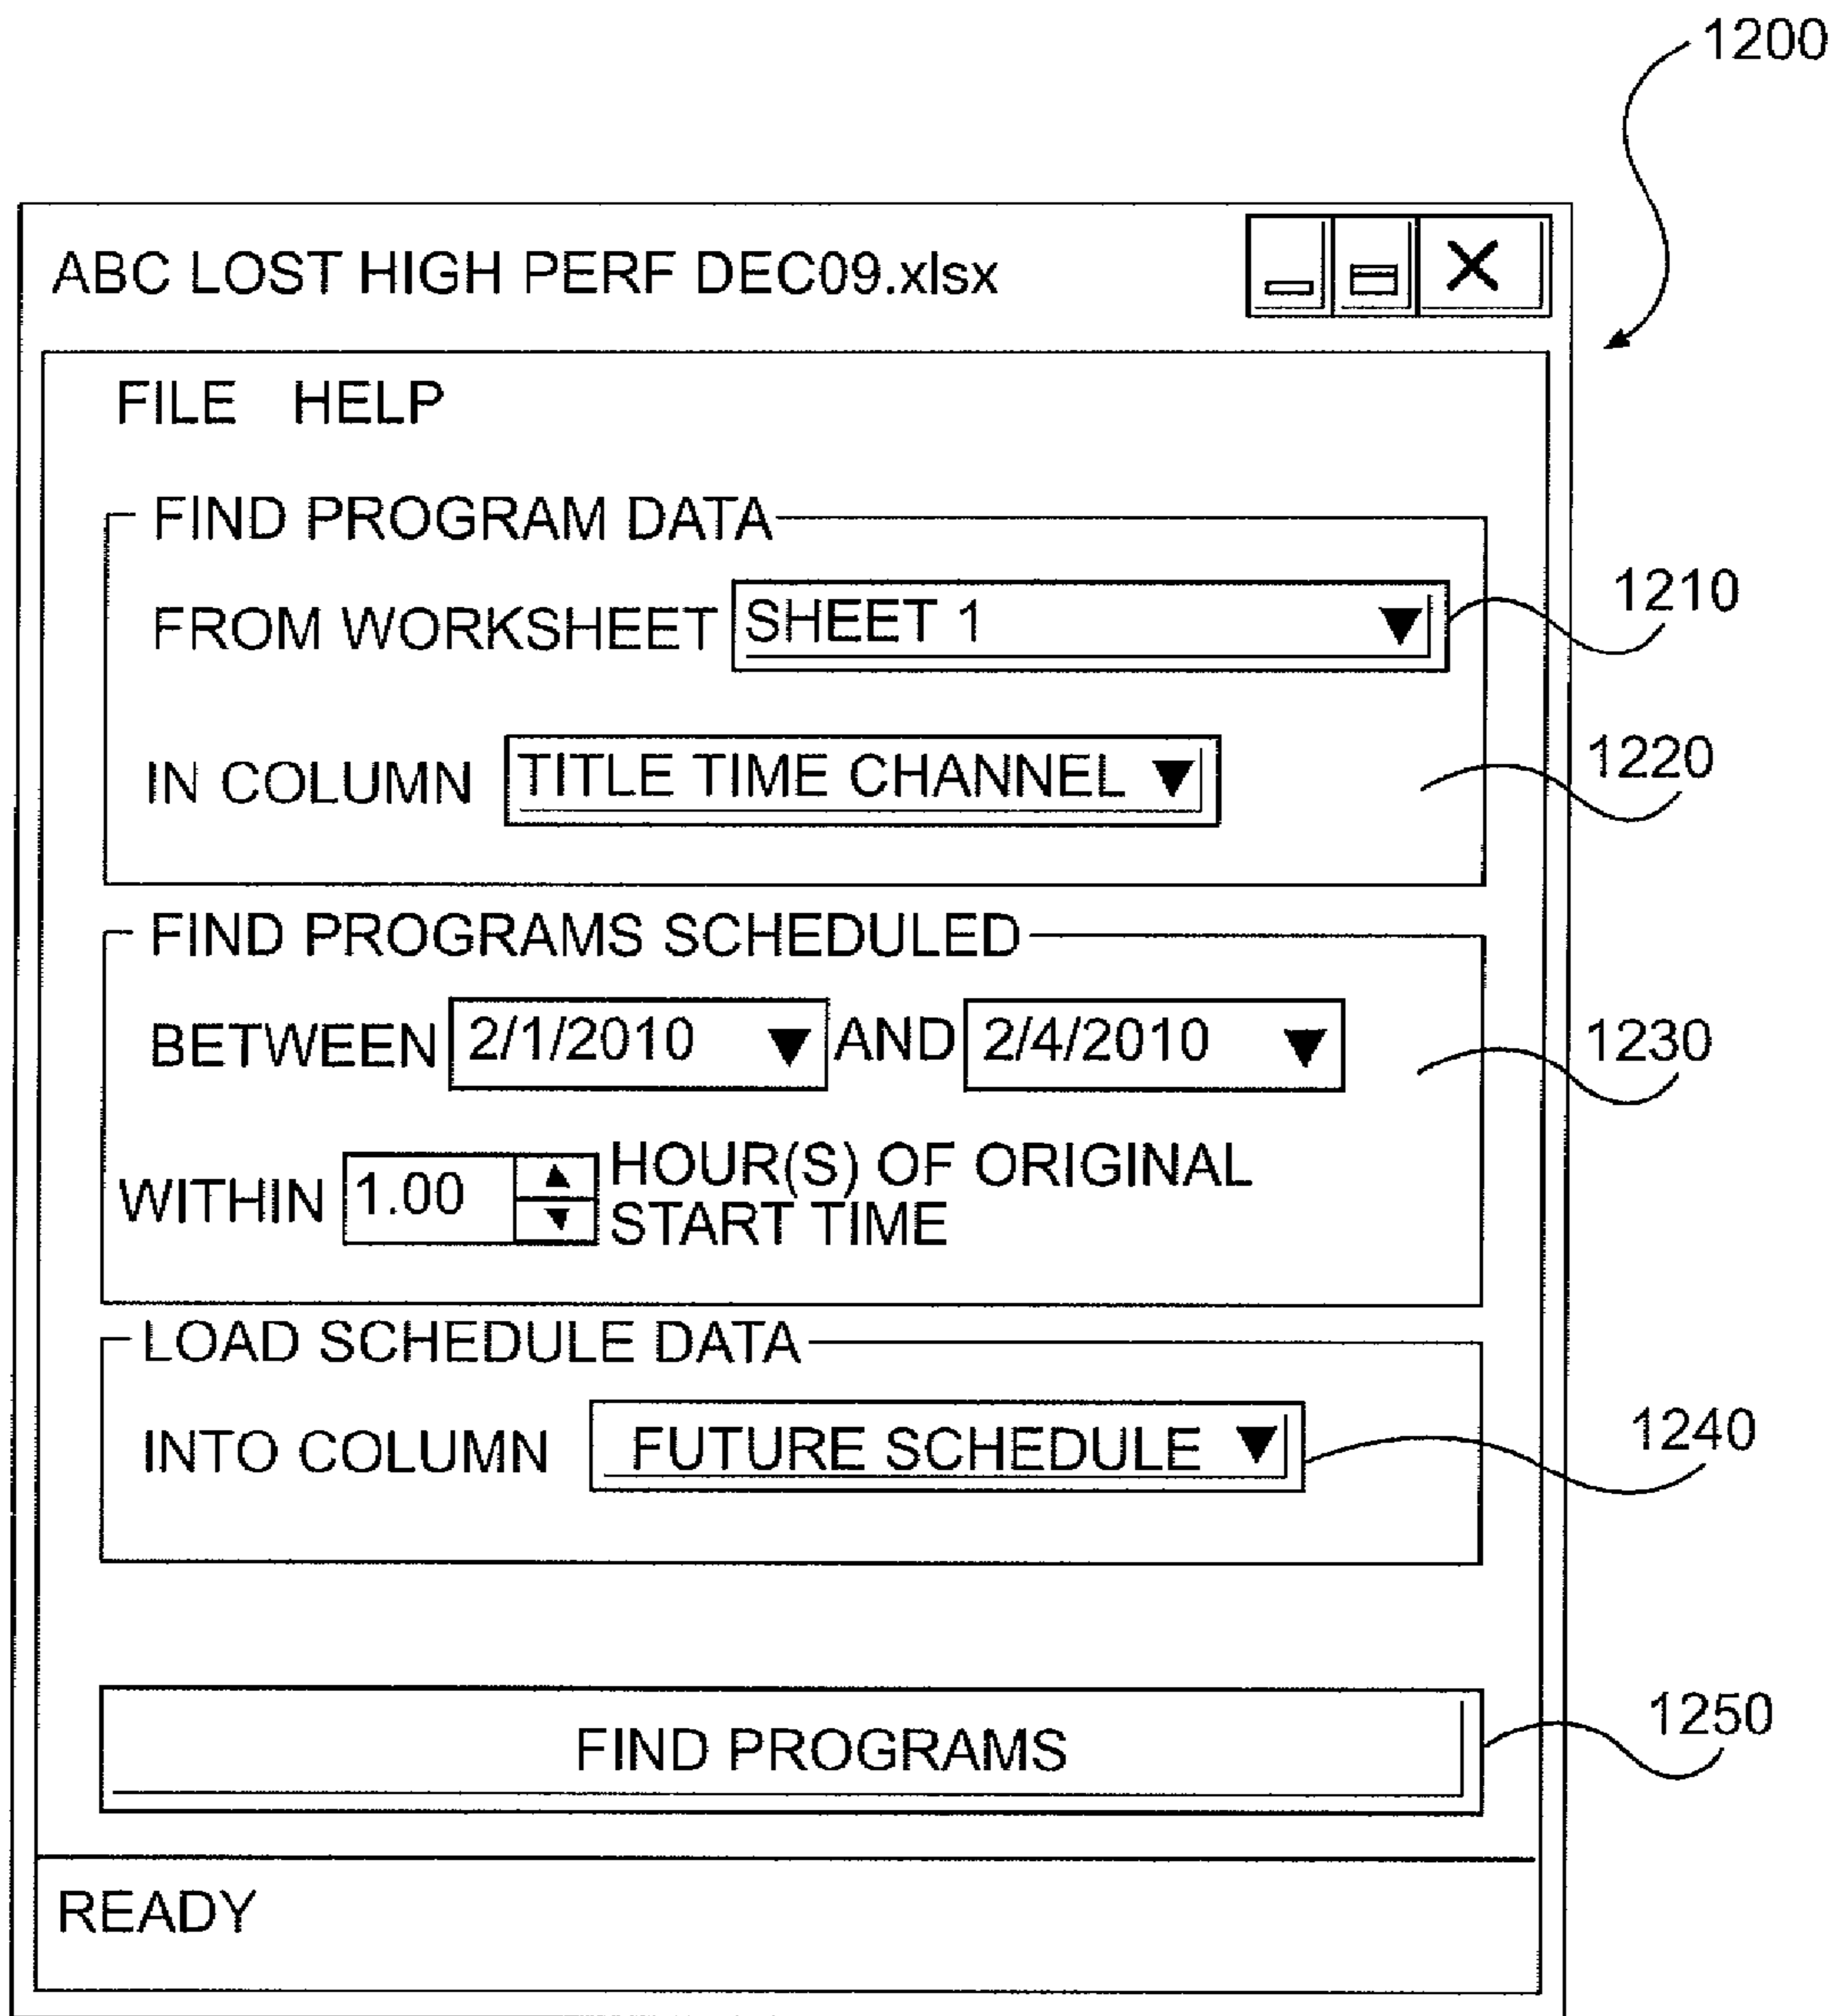 1200
ABC LOST HIGH PERF DEC09.xlsx
FILE HELP
FIND PROGRAM DATA
FROM WORKSHEET SHEET 1
1210
IN COLUMN TITLE TIME CHANNEL
1220
FIND PROGRAMS SCHEDULED
BETWEEN 2/1/2010 AND 2/4/2010
1230
WITHIN 1.00 HOUR(S) OF ORIGINAL
START TIME
LOAD SCHEDULE DATA
INTO COLUMN FUTURE SCHEDULE
1240
FIND PROGRAMS
1250
READY